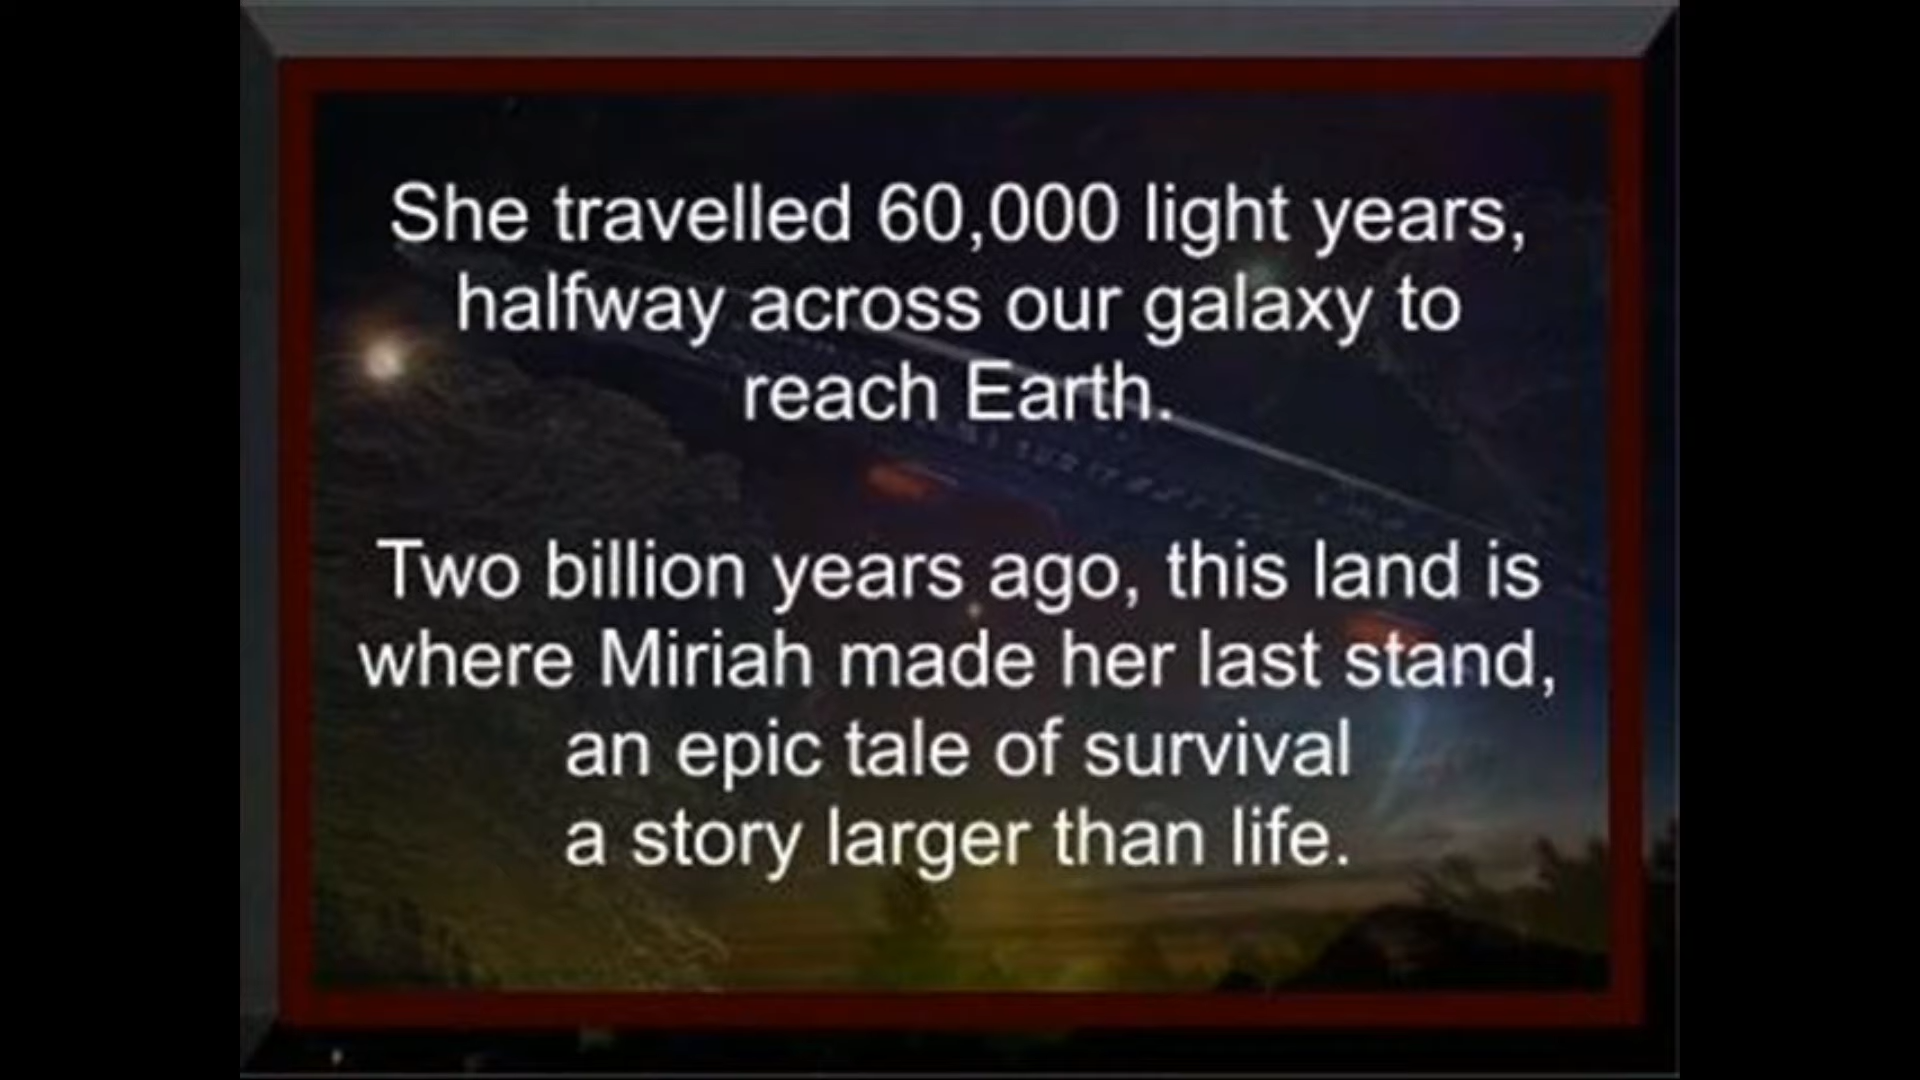 She travelled 60,000 light years,
halfway across our galaxy to
reach Earth.
Two billion years ago, this land is
where Miriah made her last stand,
an epic tale of survival
a story larger than life.